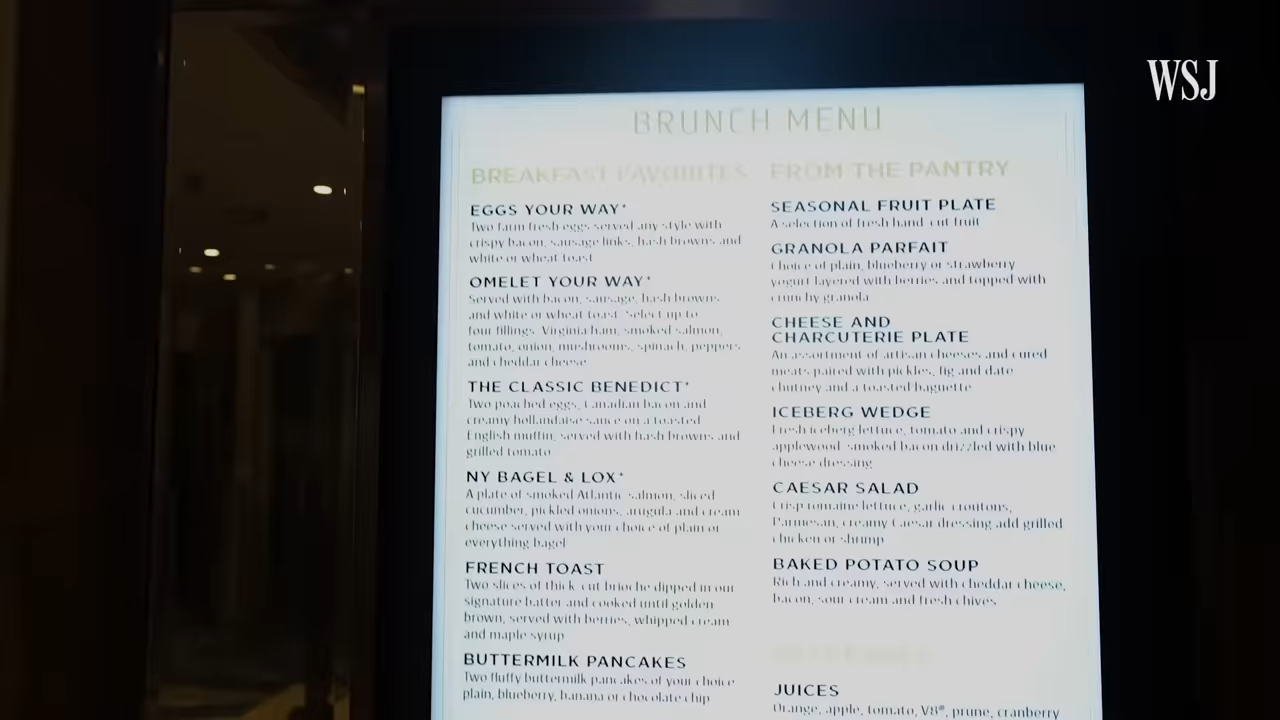 WSJ
BRUNCH MENU
BREAKFAST FAVORITES
EGGS YOUR WAY*
Two farm fresh eggs served any style with
crispy bacon, sausage links, hash browns and
white or wheat toast
OMELET YOUR WAY*
Served with bacon, sausage, hash browns
and white or wheat toast. Select up to
four fillings: Virginia ham, smoked salmon,
tomato, onion, mushrooms, spinach, peppers
and cheddar cheese
THE CLASSIC BENEDICT*
Two poached eggs, Canadian bacon and
creamy hollandaise sauce on a toasted
English muffin, served with hash browns and
grilled tomato
NY BAGEL & LOX*
A plate of smoked Atlantic salmon, sliced
cucumber, pickled onions, arugula and cream
cheese served with your choice of plain or
everything bagel
FRENCH TOAST
Two slices of thick-cut brioche dipped in our
signature batter and cooked until golden
brown, served with berries, whipped cream
and maple syrup
BUTTERMILK PANCAKES
Two fluffy buttermilk pancakes of your choice
plain, blueberry, banana or chocolate chip
FROM THE PANTRY
SEASONAL FRUIT PLATE
A selection of fresh hand-cut fruit
GRANOLA PARFAIT
Choice of plain, blueberry or strawberry
yogurt layered with berries and topped with
crunchy granola
CHEESE AND
CHARCUTERIE PLATE
An assortment of artisan cheeses and cured
meats paired with pickles, fig and date
chutney and a toasted baguette
ICEBERG WEDGE
Fresh iceberg lettuce, tomato and crispy
applewood-smoked bacon drizzled with blue
cheese dressing
CAESAR SALAD
Crisp romaine lettuce, garlic croutons,
Parmesan, creamy Caesar dressing add grilled
chicken or shrimp
BAKED POTATO SOUP
Rich and creamy, served with cheddar cheese,
bacon, sour cream and fresh chives
JUICES
Orange, apple, tomato, V8®, prune, cranberry